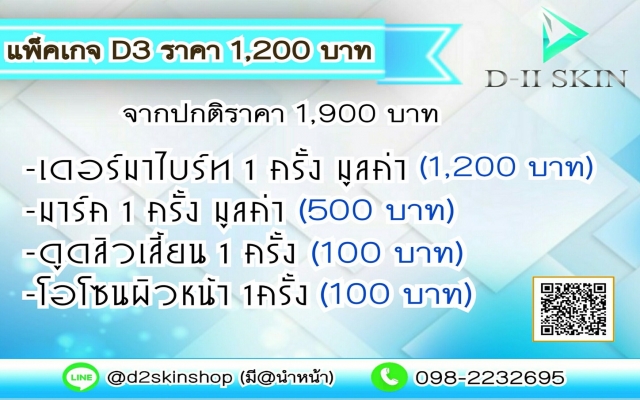 แพ็คเกจ D3 ราคา 1,200 บาท
D-II SKIN
จากปกติราคา 1,900 บาท
-เดอร์มาไบร์ท 1 ครั้ง มูลค่า (1,200 บาท)
-มาร์ค 1 ครั้ง มูลค่า (500 บาท)
-ดูดสิวเสี้ยน 1 ครั้ง (100 บาท)
-โอโซนผิวหน้า 1ครั้ง (100 บาท)
LINE @d2skinshop (มี@นำหน้า) 098-2232695